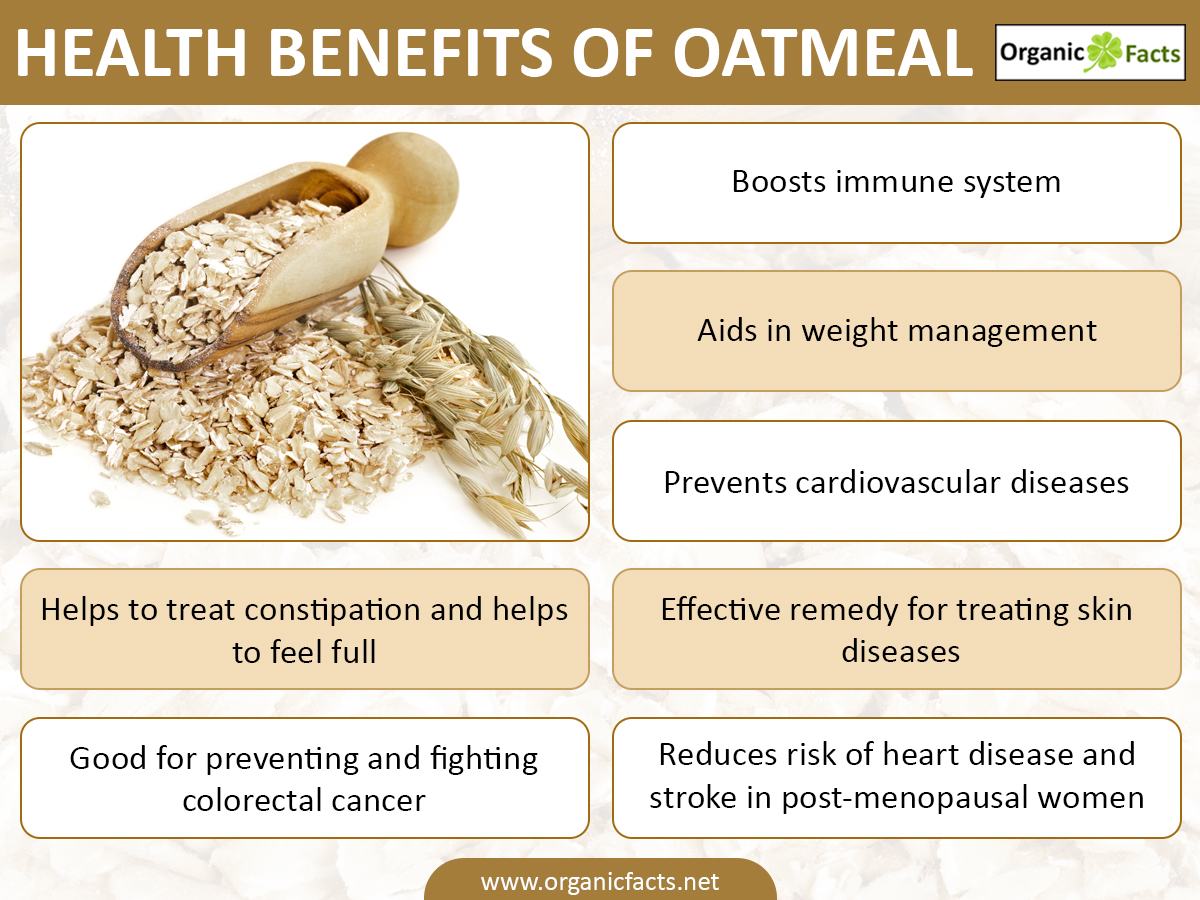 HEALTH BENEFITS OF OATMEAL
Organic Facts
Boosts immune system
Aids in weight management
Prevents cardiovascular diseases
Helps to treat constipation and helps
to feel full
Effective remedy for treating skin
diseases
Good for preventing and fighting
colorectal cancer
Reduces risk of heart disease and
stroke in post-menopausal women
www.organicfacts.net